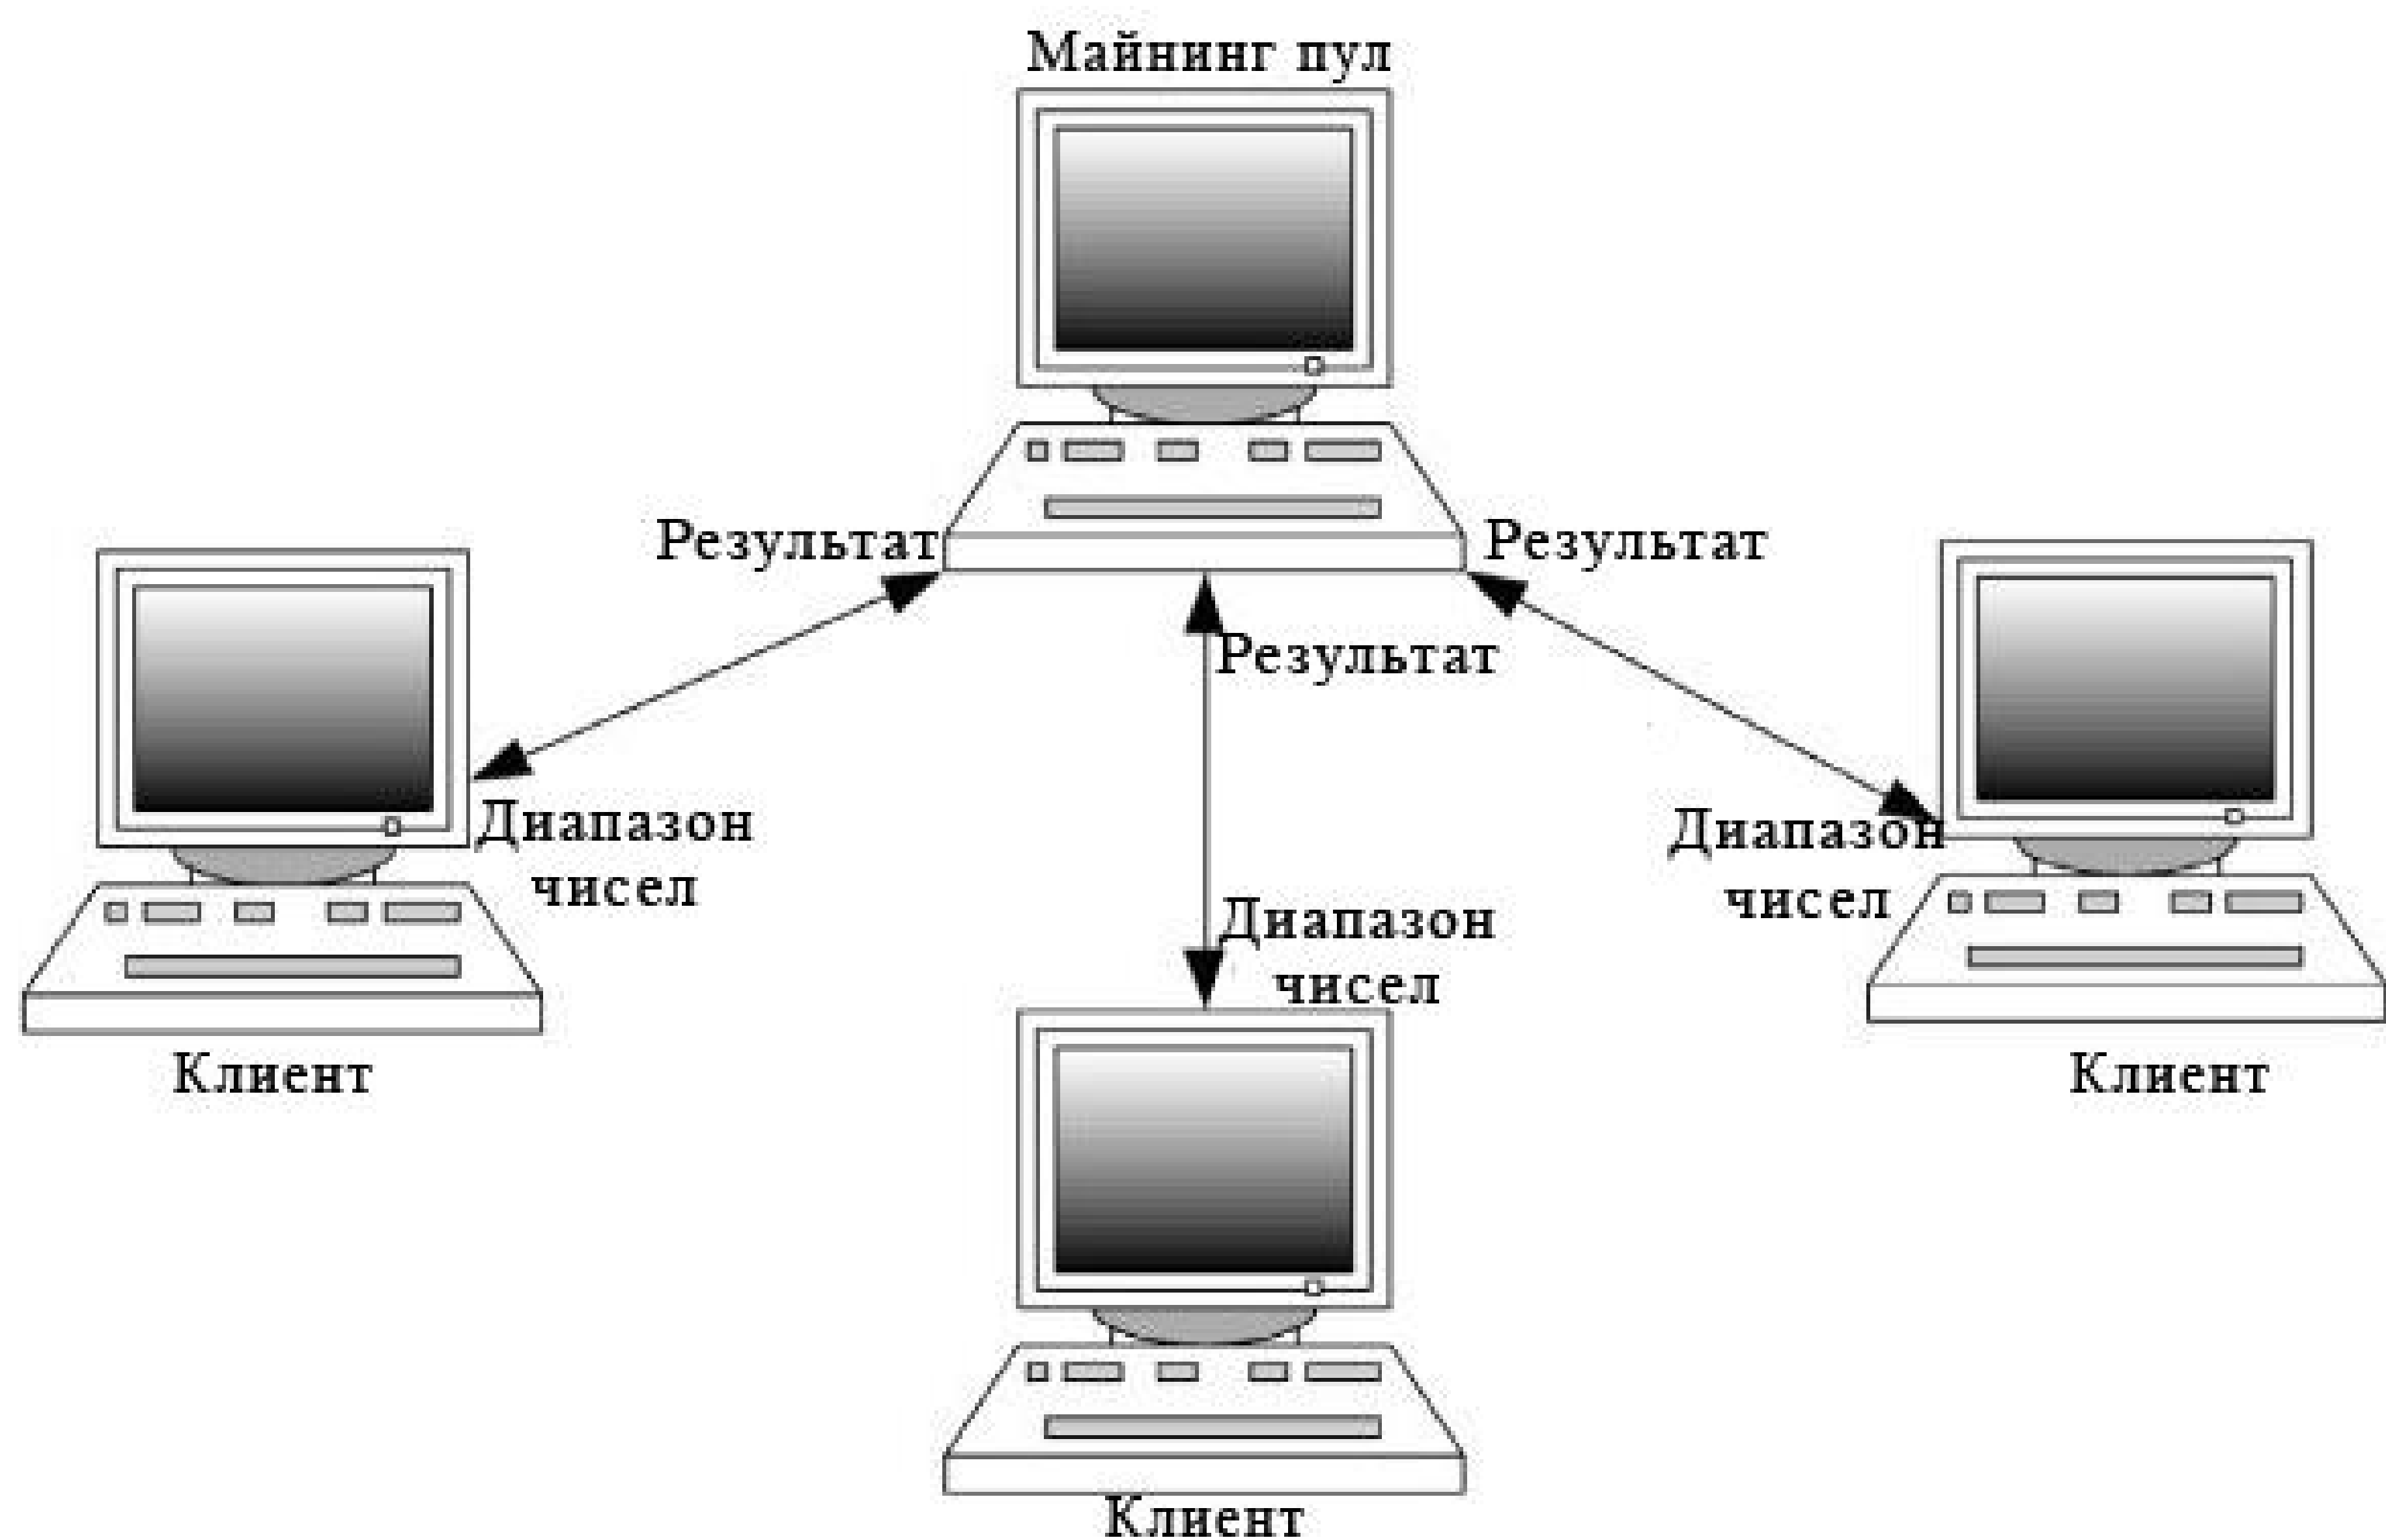 Майнинг пул
Результат
Результат
Результат
Диапазон
чисел
Диапазон
чисел
Диапазон
чисел
Клиент
Клиент
Клиент